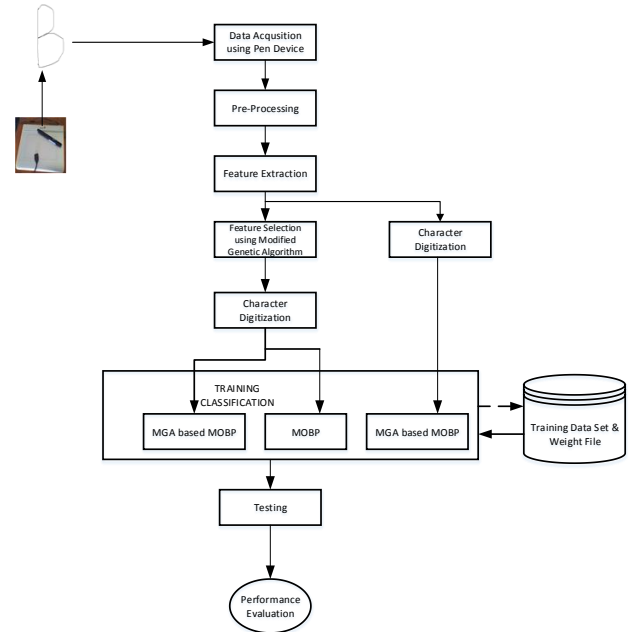 Data Acqusition
using Pen Device
Pre-Processing
Feature Extraction
Feature Selection
using Modified
Genetic Algorithm
Character
Digitization
Character
Digitization
TRAINING
CLASSIFICATION
MGA based MOBP
MOBP
MGA based MOBP
Training Data Set &
Weight File
Testing
Performance
Evaluation